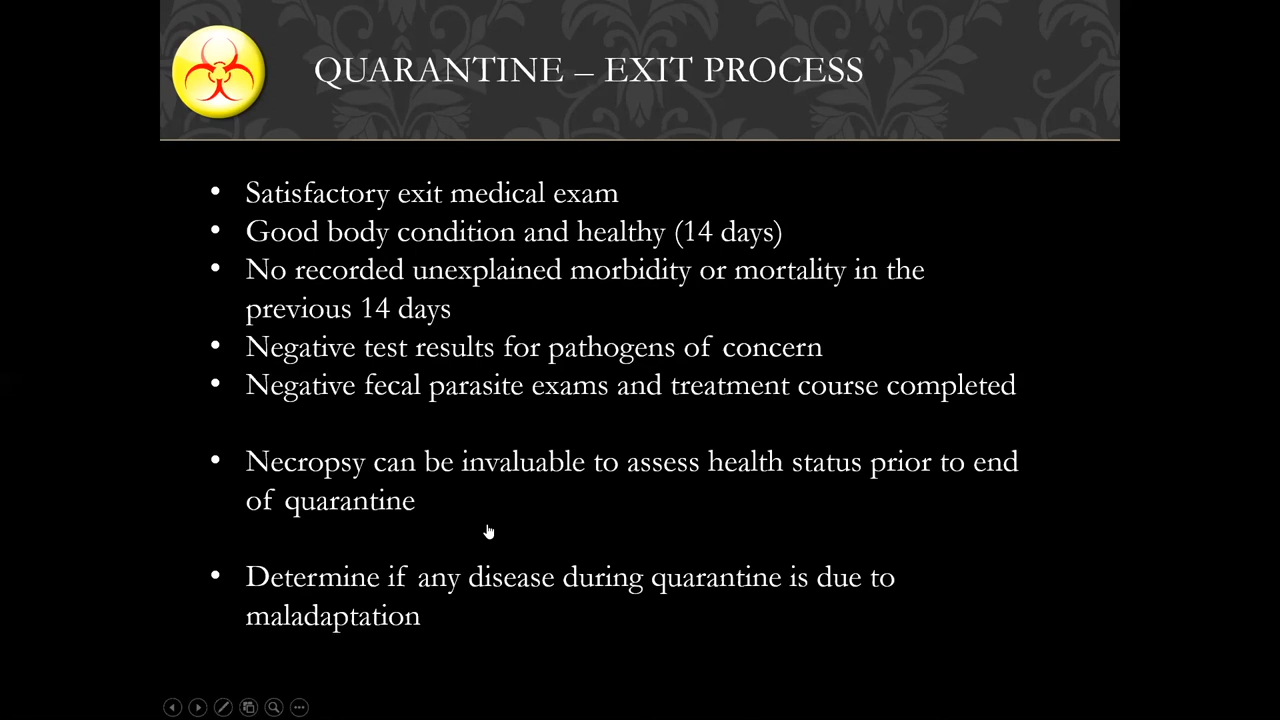 QUARANTINE – EXIT PROCESS
• Satisfactory exit medical exam
• Good body condition and healthy (14 days)
• No recorded unexplained morbidity or mortality in the
previous 14 days
• Negative test results for pathogens of concern
• Negative fecal parasite exams and treatment course completed
• Necropsy can be invaluable to assess health status prior to end
of quarantine
• Determine if any disease during quarantine is due to
maladaptation